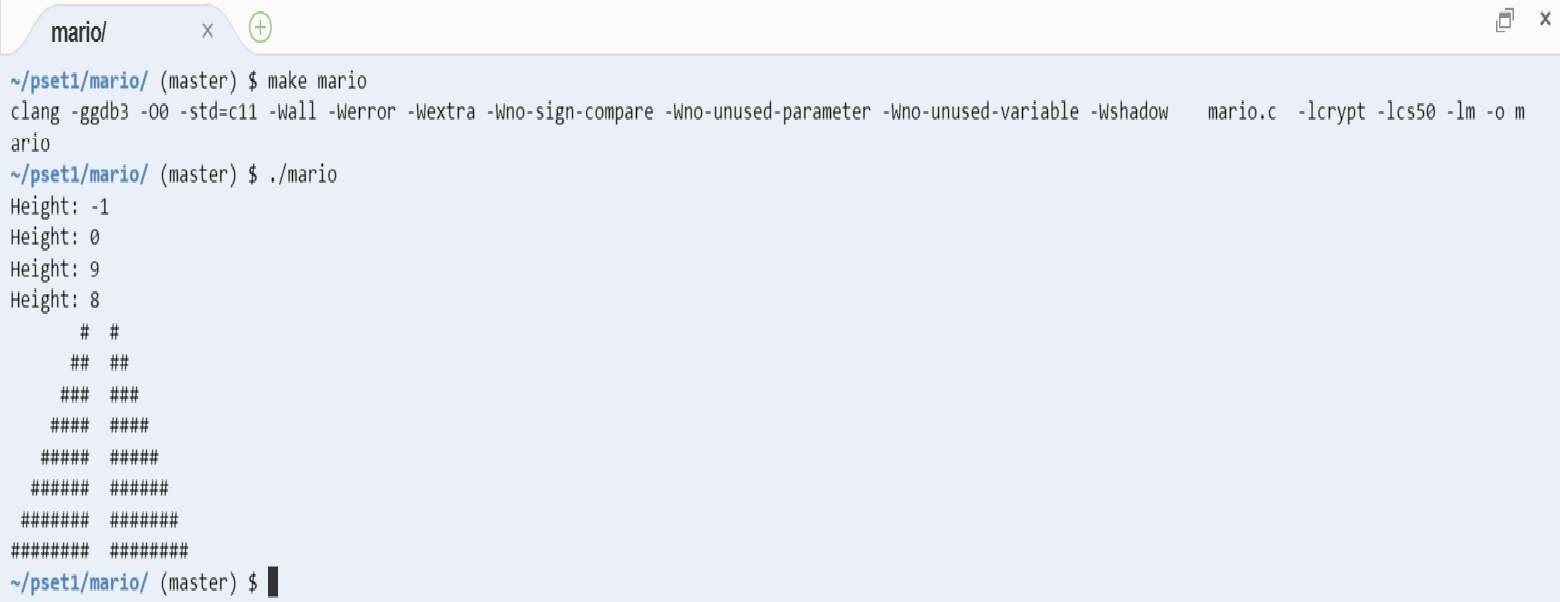 mario/
~/pset1/mario/ (master) $ make mario
clang -ggdb3 -O0 -std=c11 -Wall -Werror -Wextra -Wno-sign-compare -Wno-unused-parameter -Wno-unused-variable -Wshadow    mario.c  -lcrypt -lcs50 -lm -o m
ario
~/pset1/mario/ (master) $ ./mario
Height: -1
Height: 0
Height: 9
Height: 8
       #  #
      ##  ##
     ###  ###
    ####  ####
   #####  #####
  ######  ######
 #######  #######
########  ########
~/pset1/mario/ (master) $